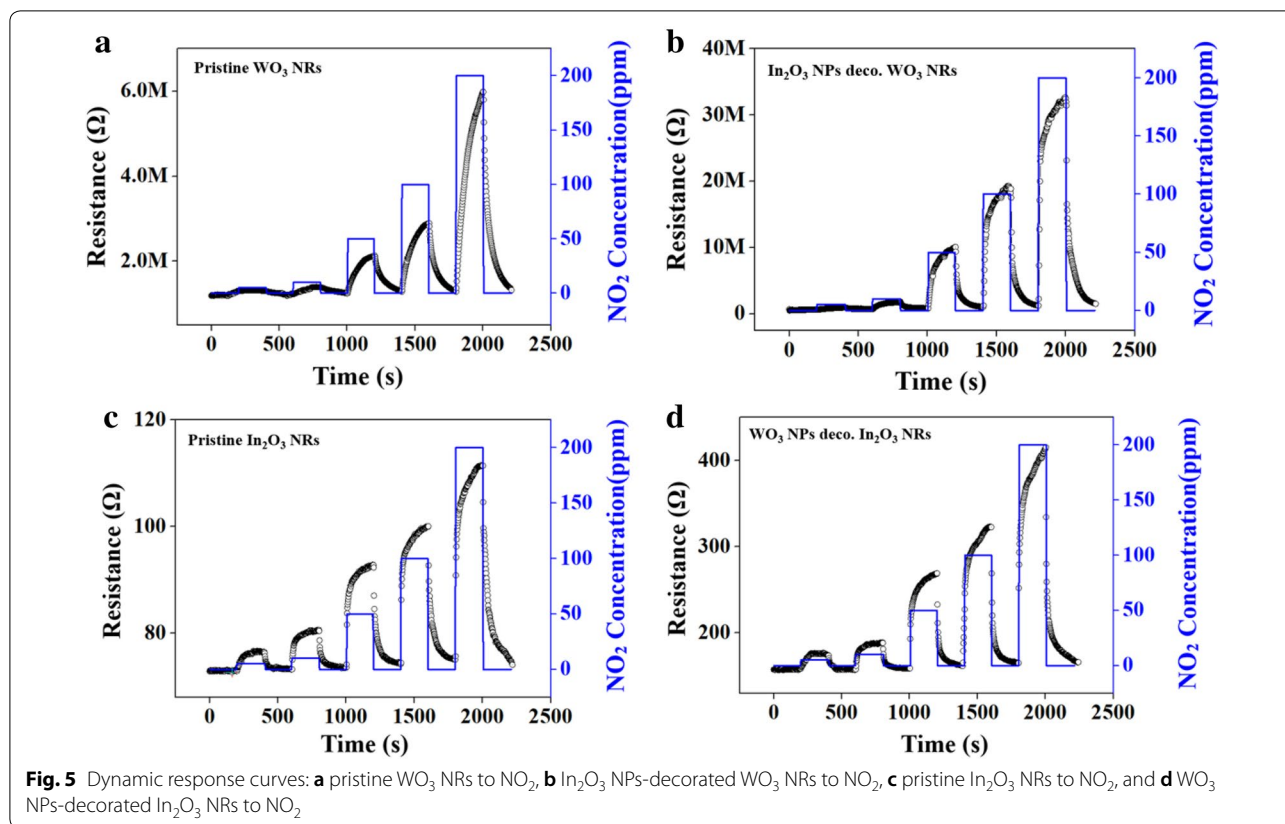 a
Pristine WO₃ NRs
6.0M
4.0M
2.0M
Resistance (Ω)
200
150
100
50
0
NO₂ Concentration(ppm)
0 500 1000 1500 2000 2500
Time (s)
b
In₂O₃ NPs deco. WO₃ NRs
40M
30M
20M
10M
0
Resistance (Ω)
200
150
100
50
0
NO₂ Concentration(ppm)
0 500 1000 1500 2000 2500
Time (s)
c
Pristine In₂O₃ NRs
120
100
80
Resistance (Ω)
200
150
100
50
0
NO₂ Concentration(ppm)
0 500 1000 1500 2000 2500
Time (s)
d
WO₃ NPs deco. In₂O₃ NRs
400
300
200
Resistance (Ω)
200
150
100
50
0
NO₂ Concentration(ppm)
0 500 1000 1500 2000 2500
Time (s)
Fig. 5 Dynamic response curves: a pristine WO₃ NRs to NO₂, b In₂O₃ NPs-decorated WO₃ NRs to NO₂, c pristine In₂O₃ NRs to NO₂, and d WO₃
NPs-decorated In₂O₃ NRs to NO₂